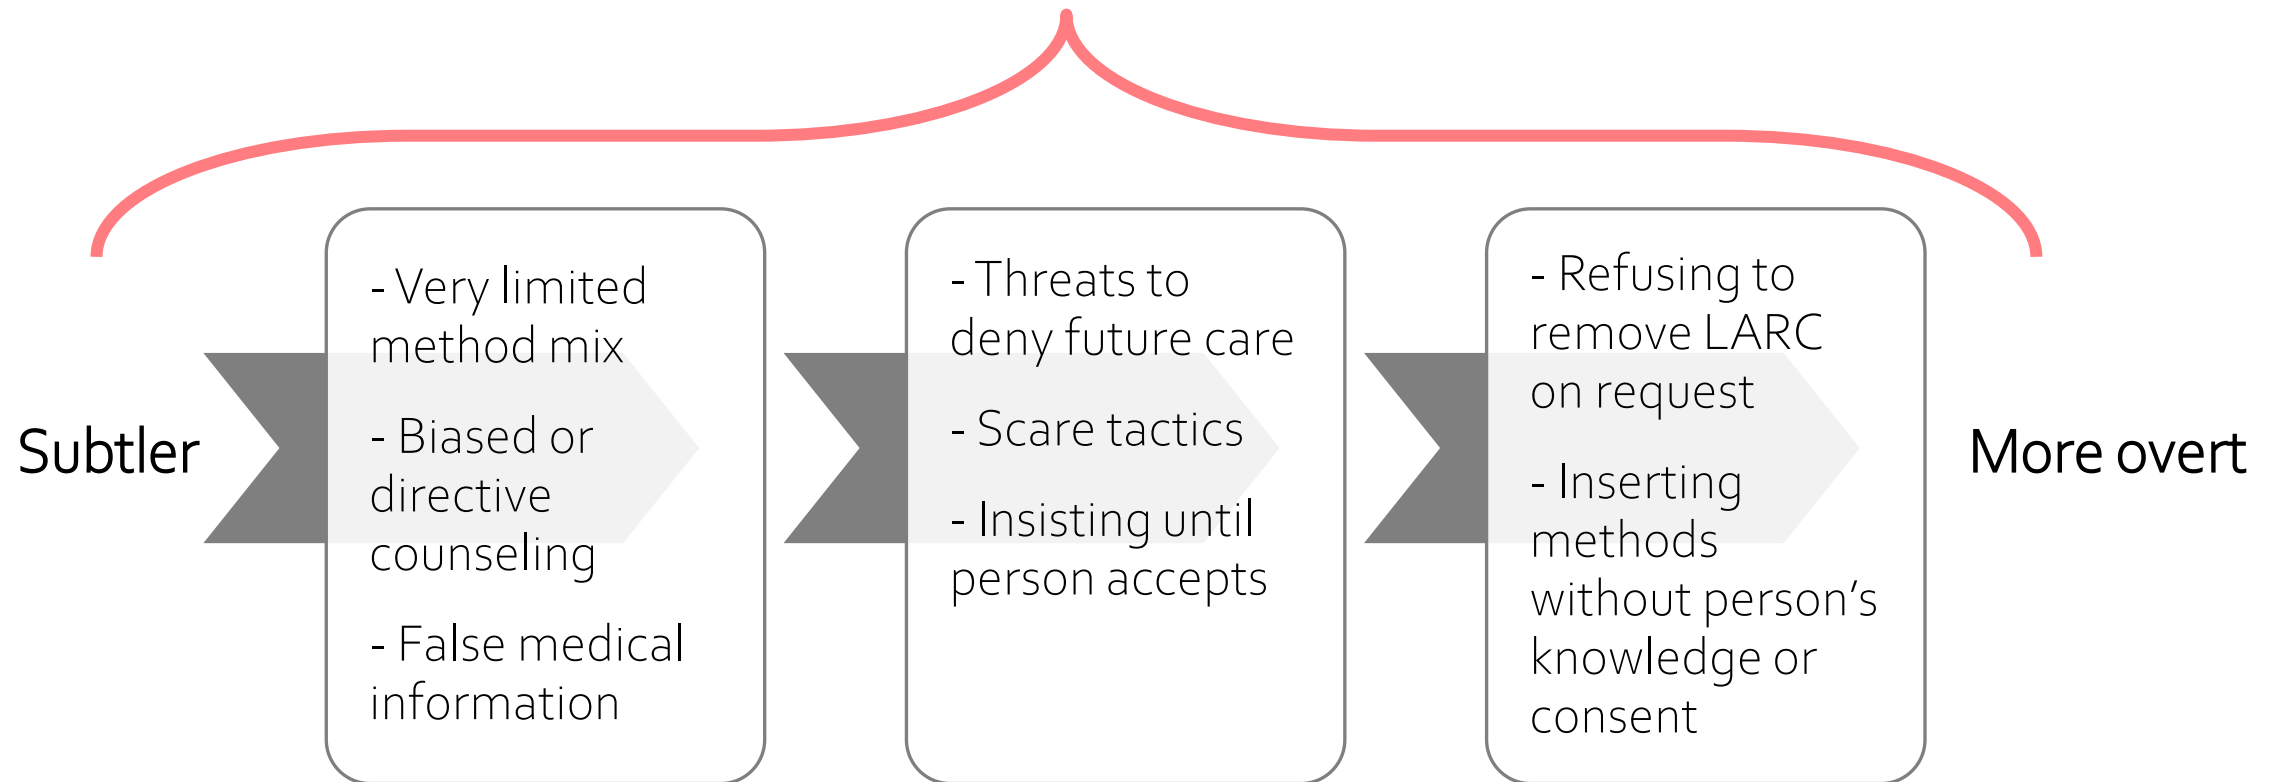 Subtler
- Very limited
method mix
- Biased or
directive
counseling
- False medical
information
- Threats to
deny future care
- Scare tactics
- Insisting until
person accepts
- Refusing to
remove LARC
on request
- Inserting
methods
without person’s
knowledge or
consent
More overt